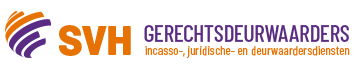 SVH GERECHTSDEURWAARDERS
incasso-, juridische- en deurwaardersdiensten